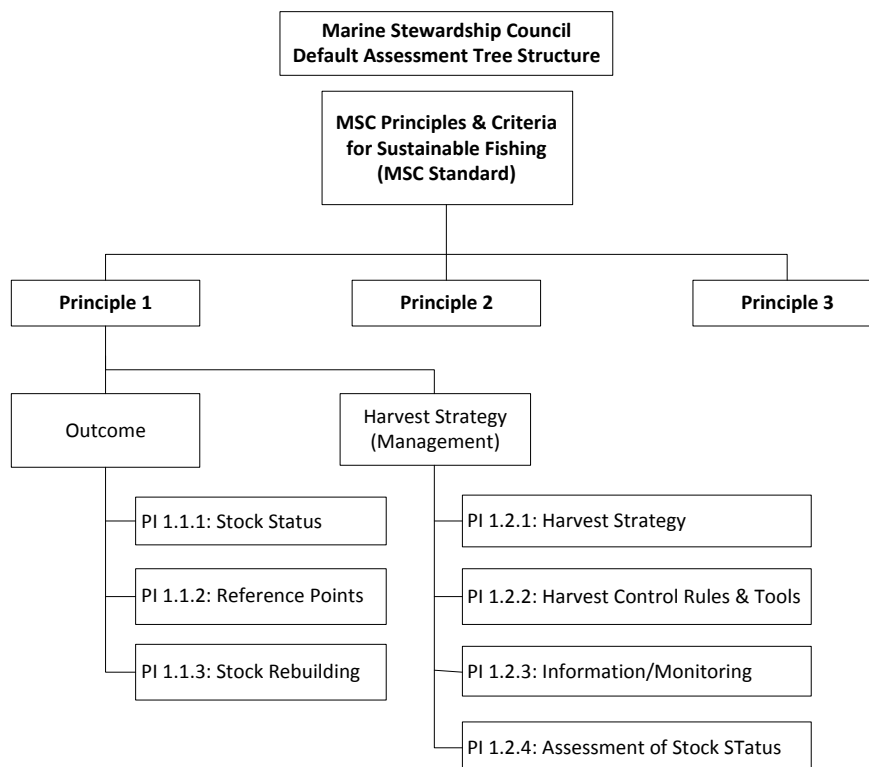 Marine Stewardship Council
Default Assessment Tree Structure
MSC Principles & Criteria
for Sustainable Fishing
(MSC Standard)
Principle 1
Principle 2
Principle 3
Outcome
Harvest Strategy
(Management)
PI 1.1.1: Stock Status
PI 1.1.2: Reference Points
PI 1.1.3: Stock Rebuilding
PI 1.2.1: Harvest Strategy
PI 1.2.2: Harvest Control Rules & Tools
PI 1.2.3: Information/Monitoring
PI 1.2.4: Assessment of Stock STatus